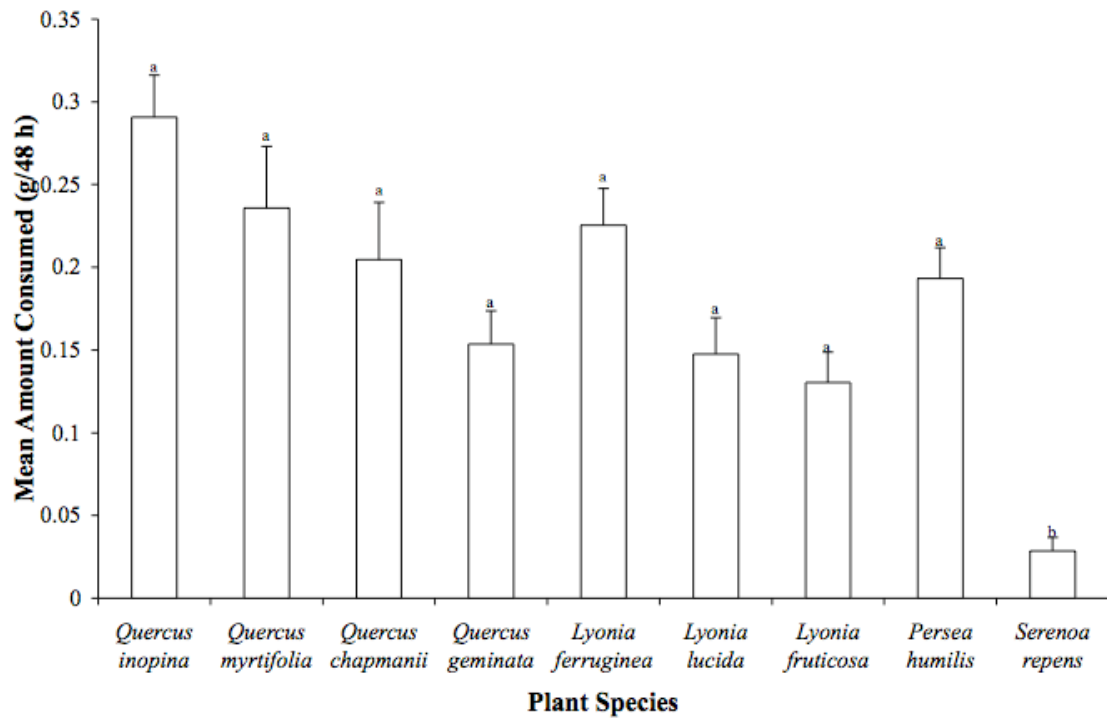 Mean Amount Consumed (g/48 h)
0.35
0.3
0.25
0.2
0.15
0.1
0.05
0
a
a
a
a
a
a
a
a
b
Quercus inopina
Quercus myrtifolia
Quercus chapmanii
Quercus geminata
Lyonia ferruginea
Lyonia lucida
Lyonia fruticosa
Persea humilis
Serenoa repens
Plant Species